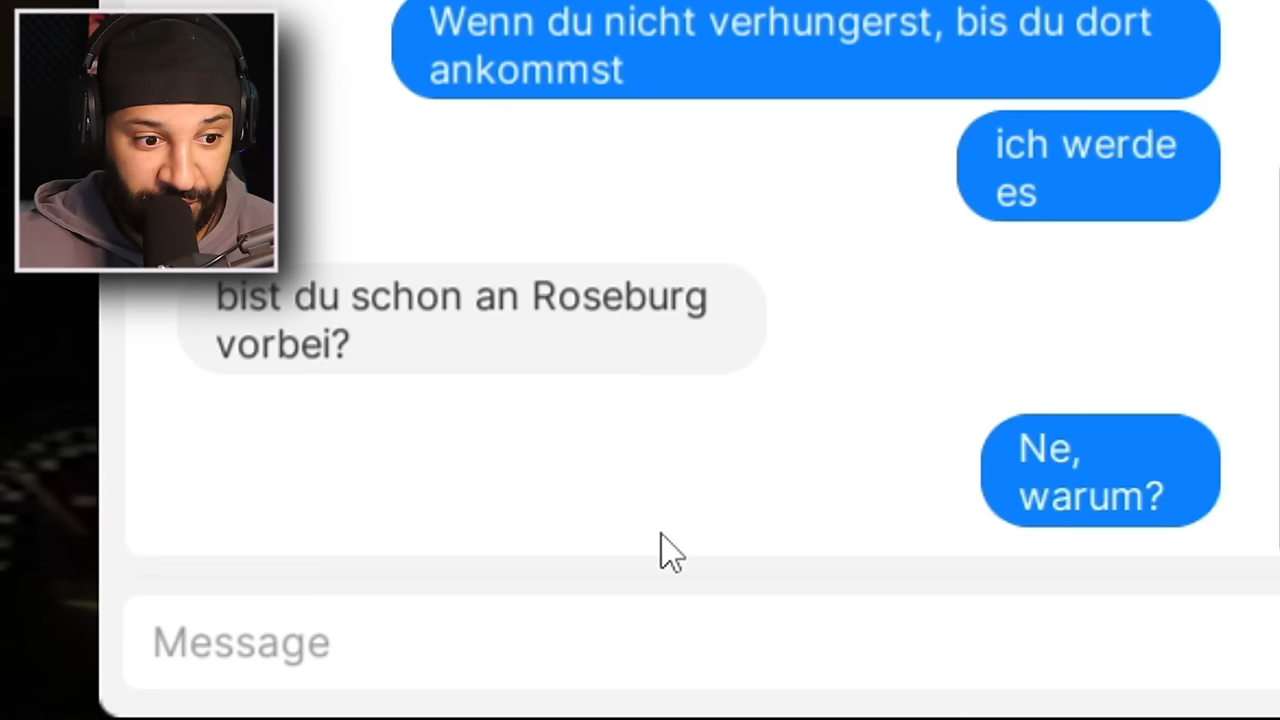 Wenn du nicht verhungerst, bis du dort
ankommst
ich werde
es
bist du schon an Roseburg
vorbei?
Ne,
warum?
Message